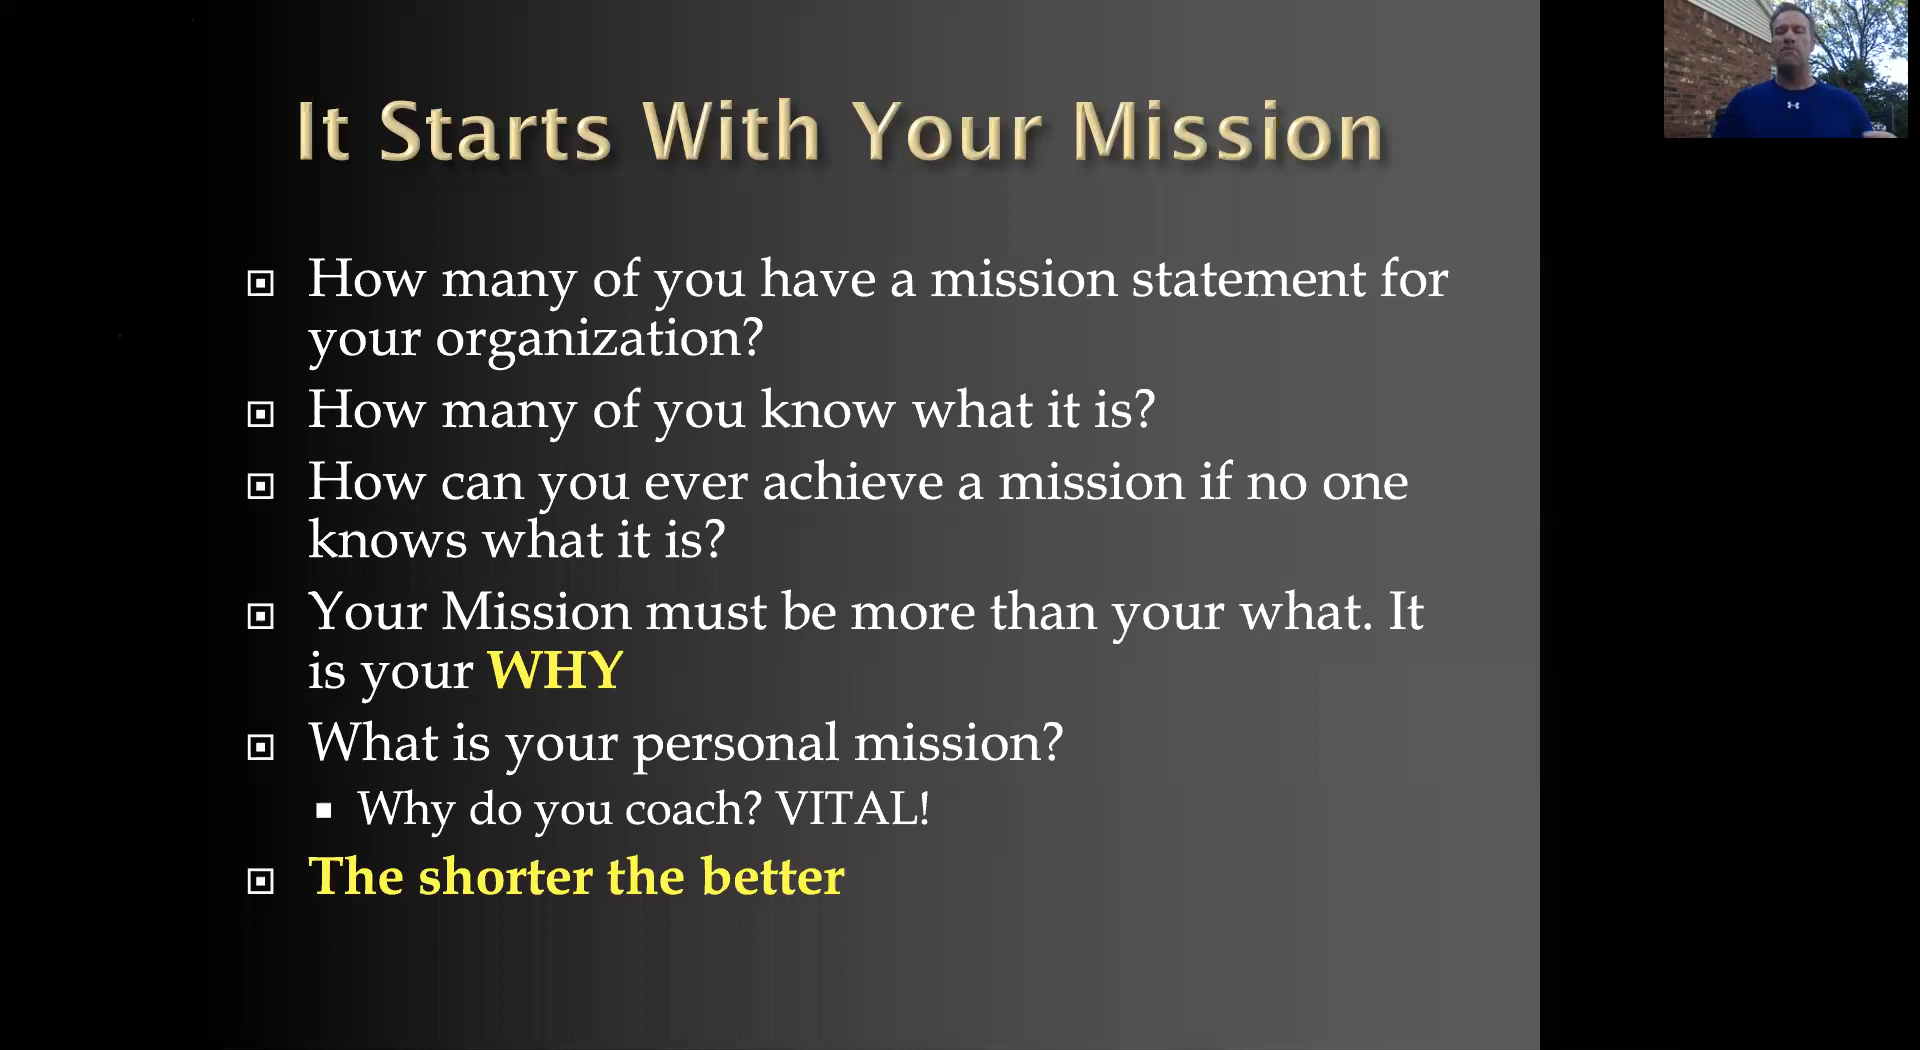 It Starts With Your Mission
How many of you have a mission statement for
your organization?
How many of you know what it is?
How can you ever achieve a mission if no one
knows what it is?
Your Mission must be more than your what. It
is your WHY
What is your personal mission?
Why do you coach? VITAL!
The shorter the better